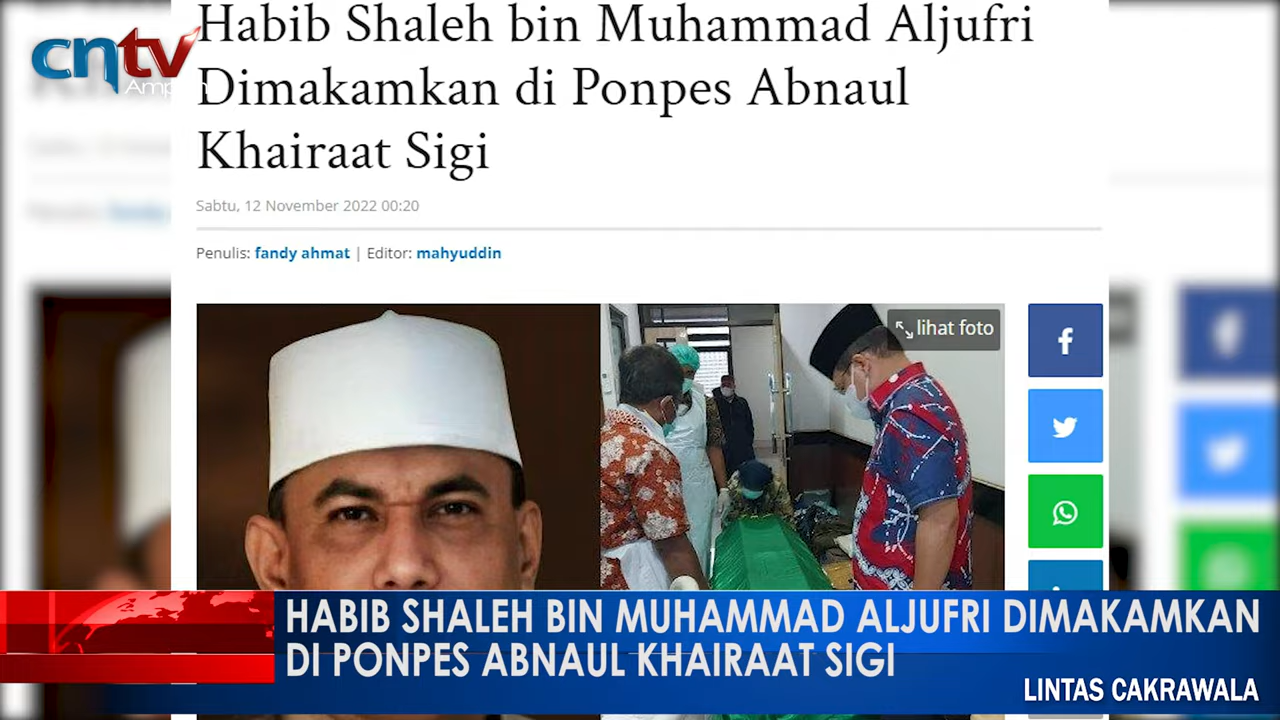 Habib Shaleh bin Muhammad Aljufri
cntv
Dimakamkan di Ponpes Abnaul
Khairaat Sigi
Sabtu, 12 November 2022 00:20
Penulis: fandy ahmat | Editor: mahyuddin
lihat foto
HABIB SHALEH BIN MUHAMMAD ALJUFRI DIMAKAMKAN
DI PONPES ABNAUL KHAIRAAT SIGI
LINTAS CAKRAWALA